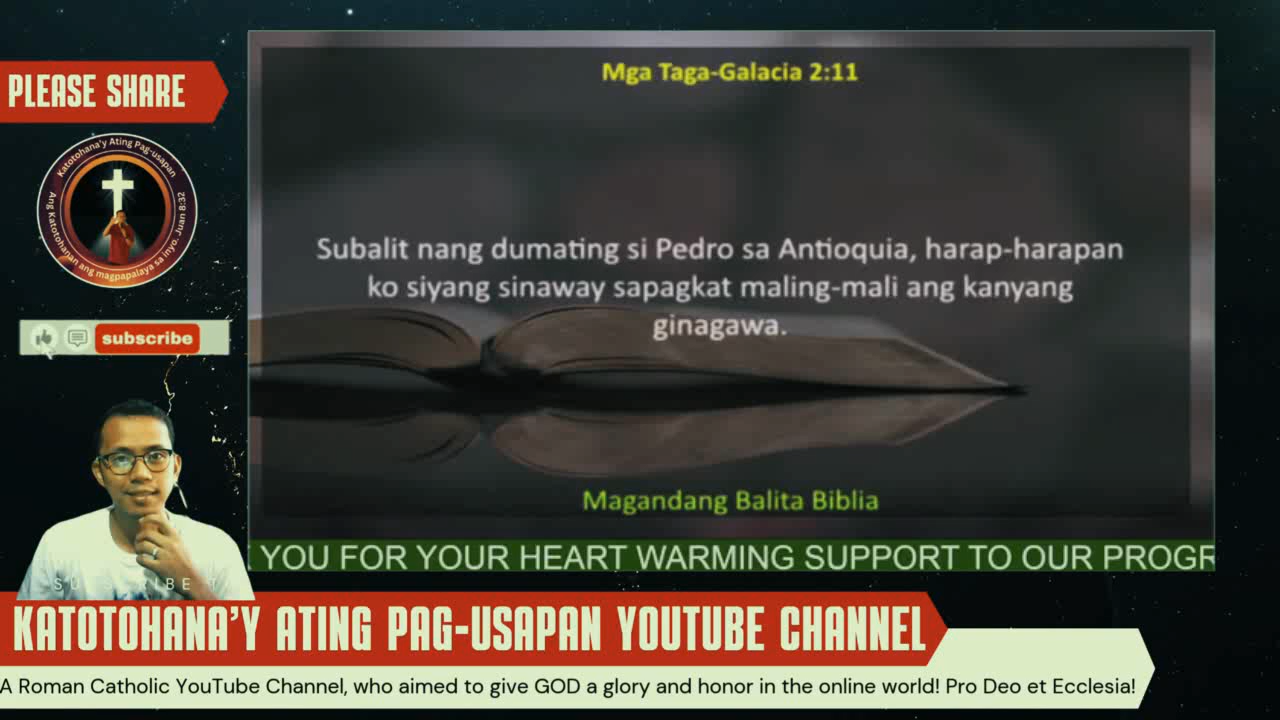 PLEASE SHARE
Katotohana'y Ating Pag-usapan
Ang Katotohanan ang magpapalaya sa inyo. Juan 8:32
subscribe
Mga Taga-Galacia 2:11
Subalit nang dumating si Pedro sa Antioquia, harap-harapan
ko siyang sinaway sapagkat maling-mali ang kanyang
ginagawa.
Magandang Balita Biblia
YOU FOR YOUR HEART WARMING SUPPORT TO OUR PROGR
KATOTOHANA'Y ATING PAG-USAPAN YOUTUBE CHANNEL
A Roman Catholic YouTube Channel, who aimed to give GOD a glory and honor in the online world! Pro Deo et Ecclesia!